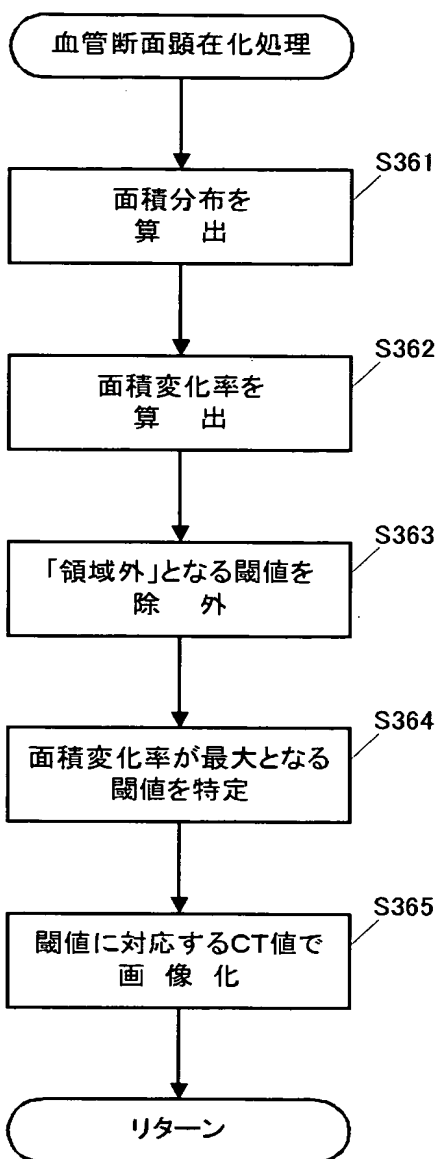 血管断面顕在化処理
S361
面積分布を
算 出
S362
面積変化率を
算 出
S363
「領域外」となる閾値を
除 外
S364
面積変化率が最大となる
閾値を特定
S365
閾値に対応するCT値で
画 像 化
リターン